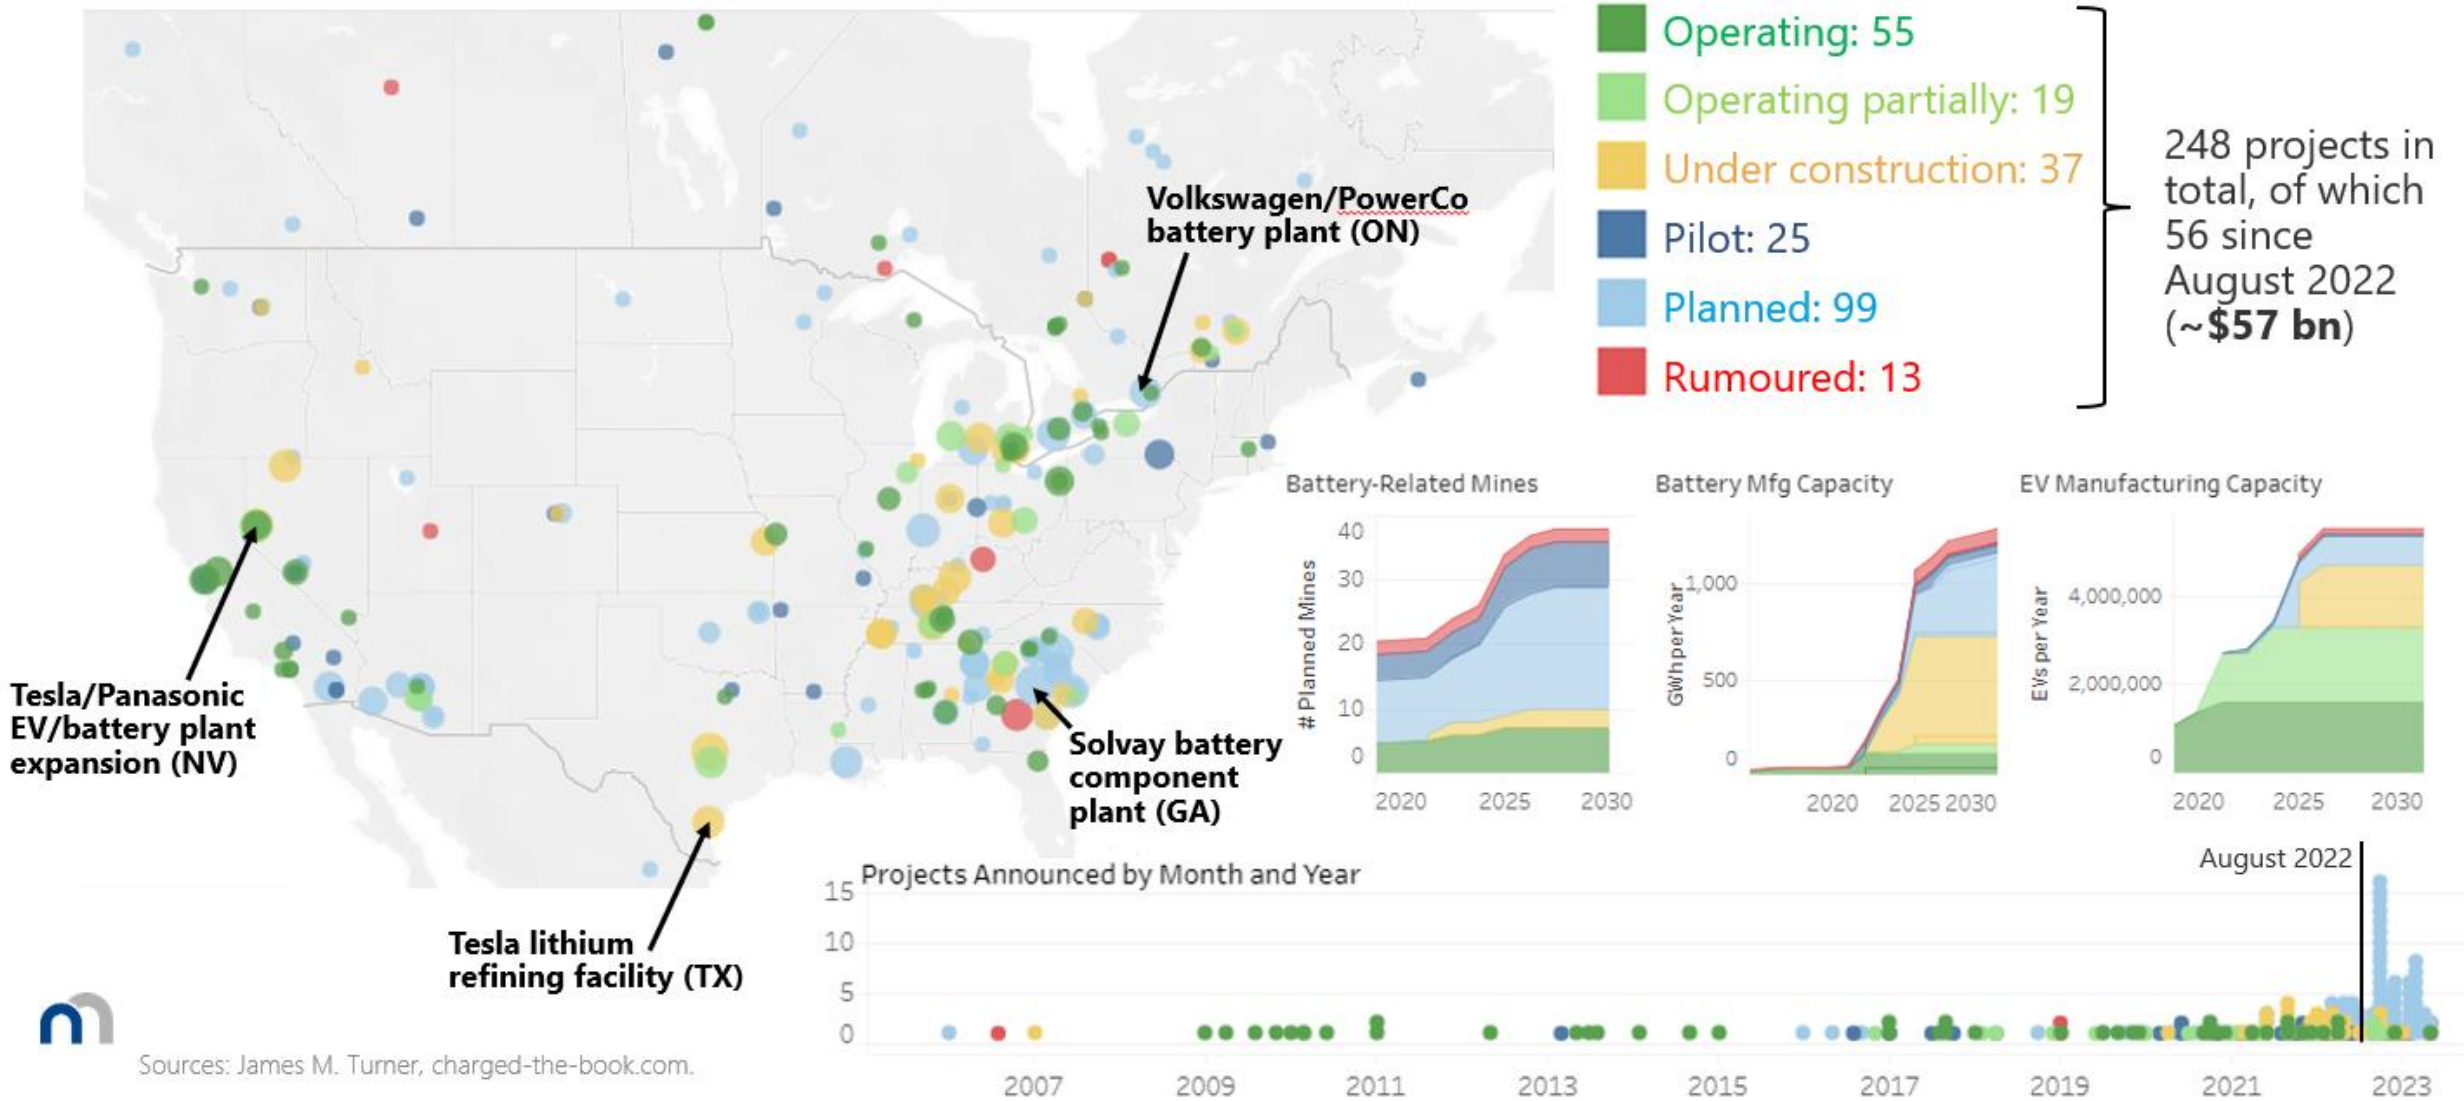 Operating: 55
Operating partially: 19
Under construction: 37
Pilot: 25
Planned: 99
Rumoured: 13
248 projects in
total, of which
56 since
August 2022
(~$57 bn)
Volkswagen/PowerCo
battery plant (ON)
Tesla/Panasonic
EV/battery plant
expansion (NV)
Solvay battery
component
plant (GA)
Tesla lithium
refining facility (TX)
Battery-Related Mines
# Planned Mines
40
30
20
10
0
2020 2025 2030
Battery Mfg Capacity
GWh per Year
1,000
500
0
2020 2025 2030
EV Manufacturing Capacity
EVs per Year
4,000,000
2,000,000
0
2020 2025 2030
Projects Announced by Month and Year
August 2022
15
10
5
0
2007 2009 2011 2013 2015 2017 2019 2021 2023
Sources: James M. Turner, charged-the-book.com.